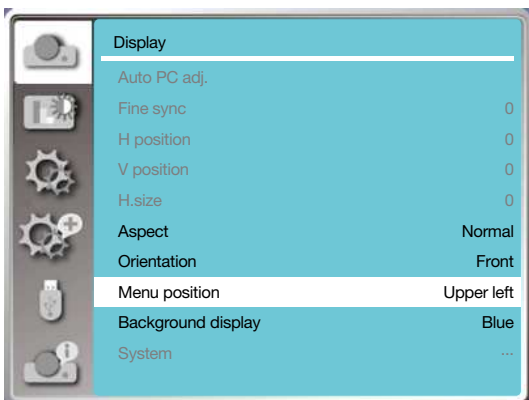 Display
Auto PC adj.
Fine sync 0
H position 0
V position 0
H.size 0
Aspect Normal
Orientation Front
Menu position Upper left
Background display Blue
System ...